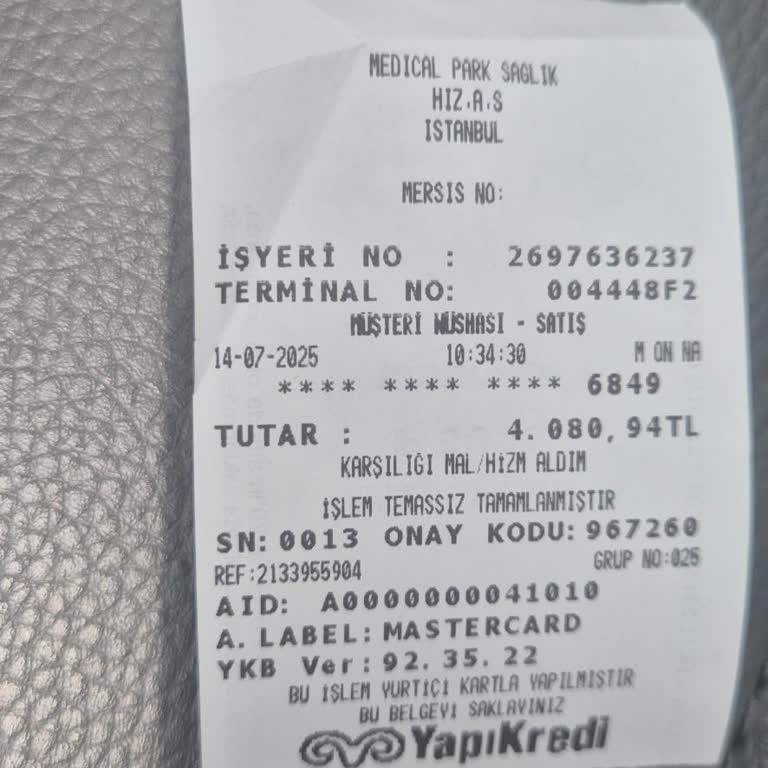 MEDICAL PARK SAGLIK
HIZ.A.S
ISTANBUL
MERSIS NO:
İŞYERİ NO : 2697636237
TERMİNAL NO: 004448F2
MÜŞTERİ NÜSHASI - SATIŞ
14-07-2025 10:34:30 M ON NA
**** **** **** 6849
TUTAR : 4.080,94TL
KARŞILIĞI MAL/HİZM ALDIM
İŞLEM TEMASSIZ TAMAMLANMIŞTIR
SN:0013 ONAY KODU:967260
REF:2133955904 GRUP NO:025
AID: A0000000041010
A. LABEL:MASTERCARD
YKB Ver:92.35.22
BU İŞLEM YURTİÇİ KARTLA YAPILMIŞTIR
BU BELGEYİ SAKLAYINIZ
YapıKredi